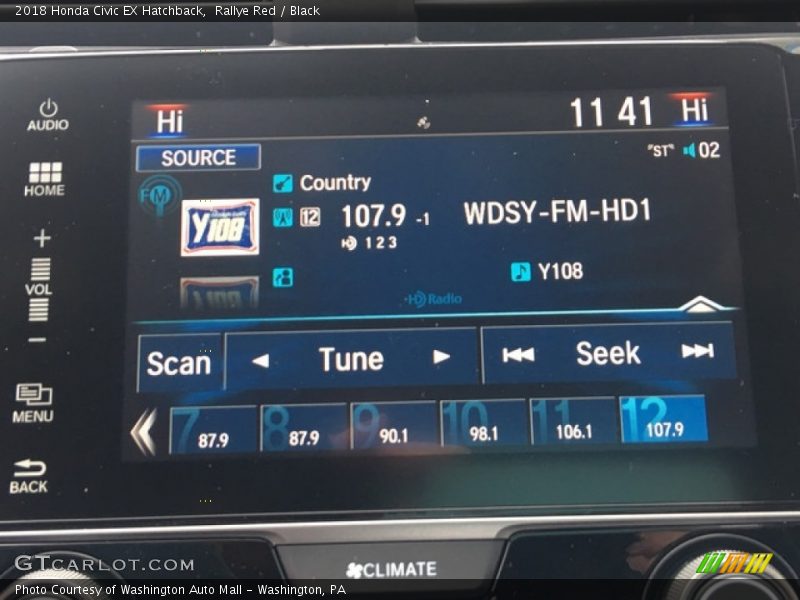 2018 Honda Civic EX Hatchback,  Rallye Red / Black
AUDIO
Hi
11 41
Hi
SOURCE
"ST"
02
HOME
FM
Country
Y108
12
107.9 -1
WDSY-FM-HD1
HD 1 2 3
+
VOL
-
Y108
HD Radio
Scan
Tune
Seek
MENU
7 87.9
8 87.9
9 90.1
10 98.1
11 106.1
12 107.9
BACK
CLIMATE
GTCARLOT.COM
Photo Courtesy of Washington Auto Mall - Washington, PA